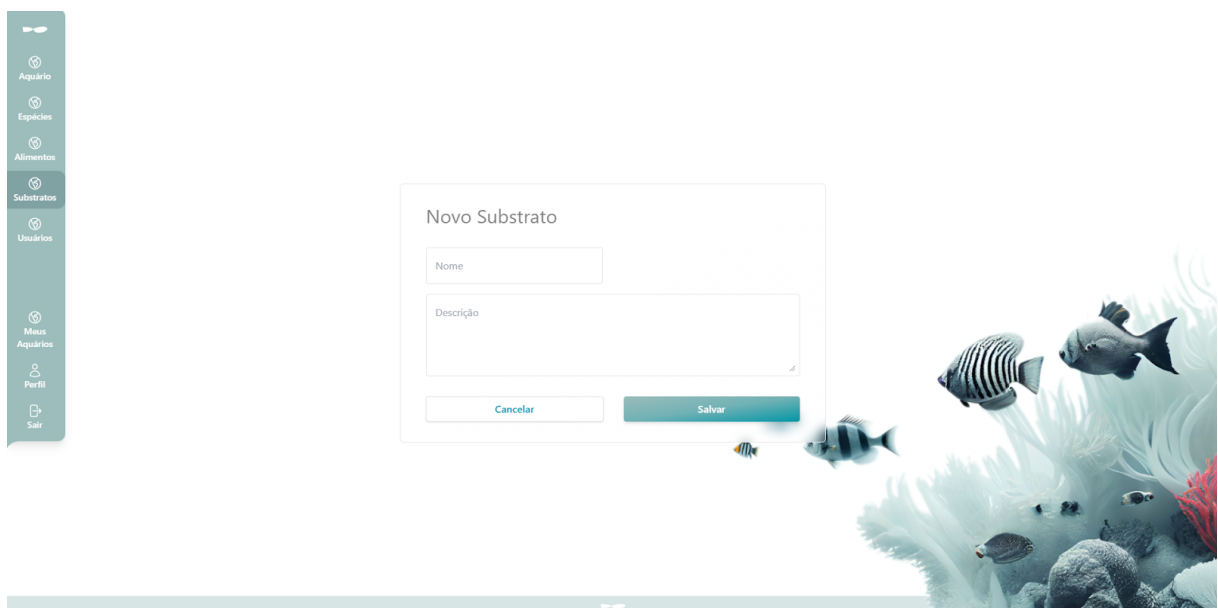 Aquário
Espécies
Alimentos
Substratos
Usuários
Meus
Aquários
Perfil
Sair
Novo Substrato
Nome
Descrição
Cancelar
Salvar